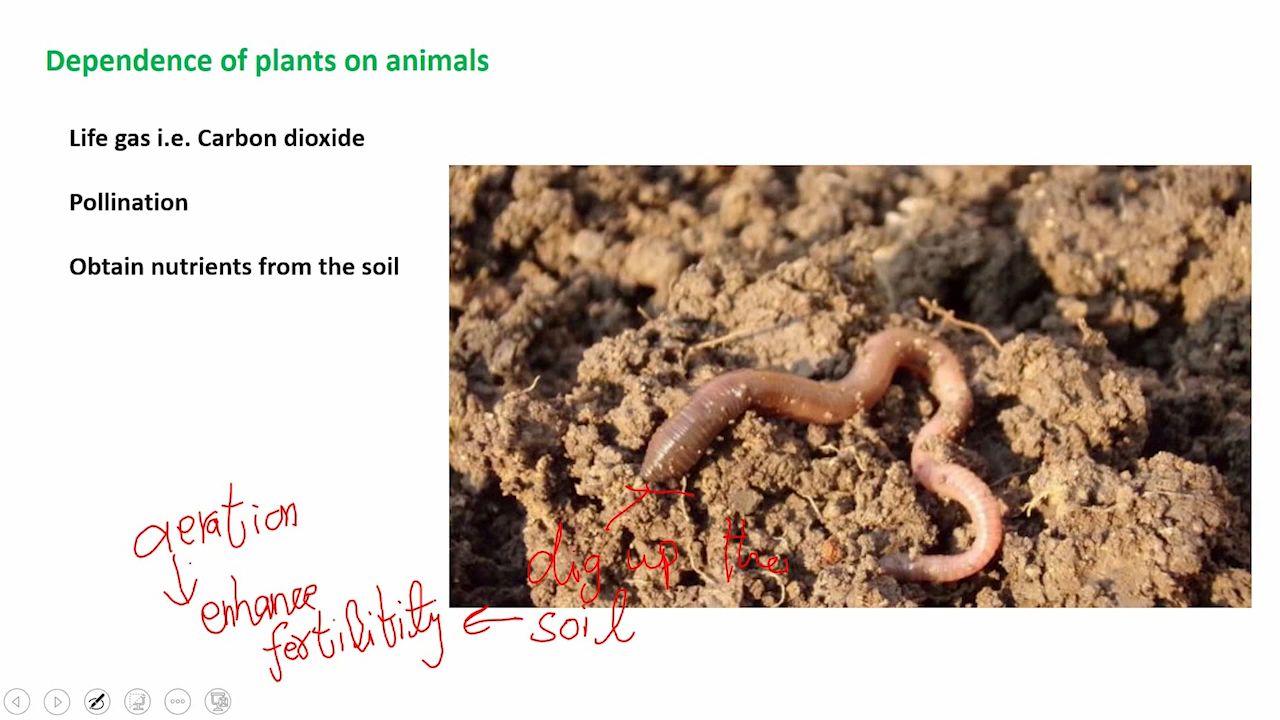 Dependence of plants on animals
Life gas i.e. Carbon dioxide
Pollination
Obtain nutrients from the soil
aeration
enhance
fertibitity
dig up the
soil